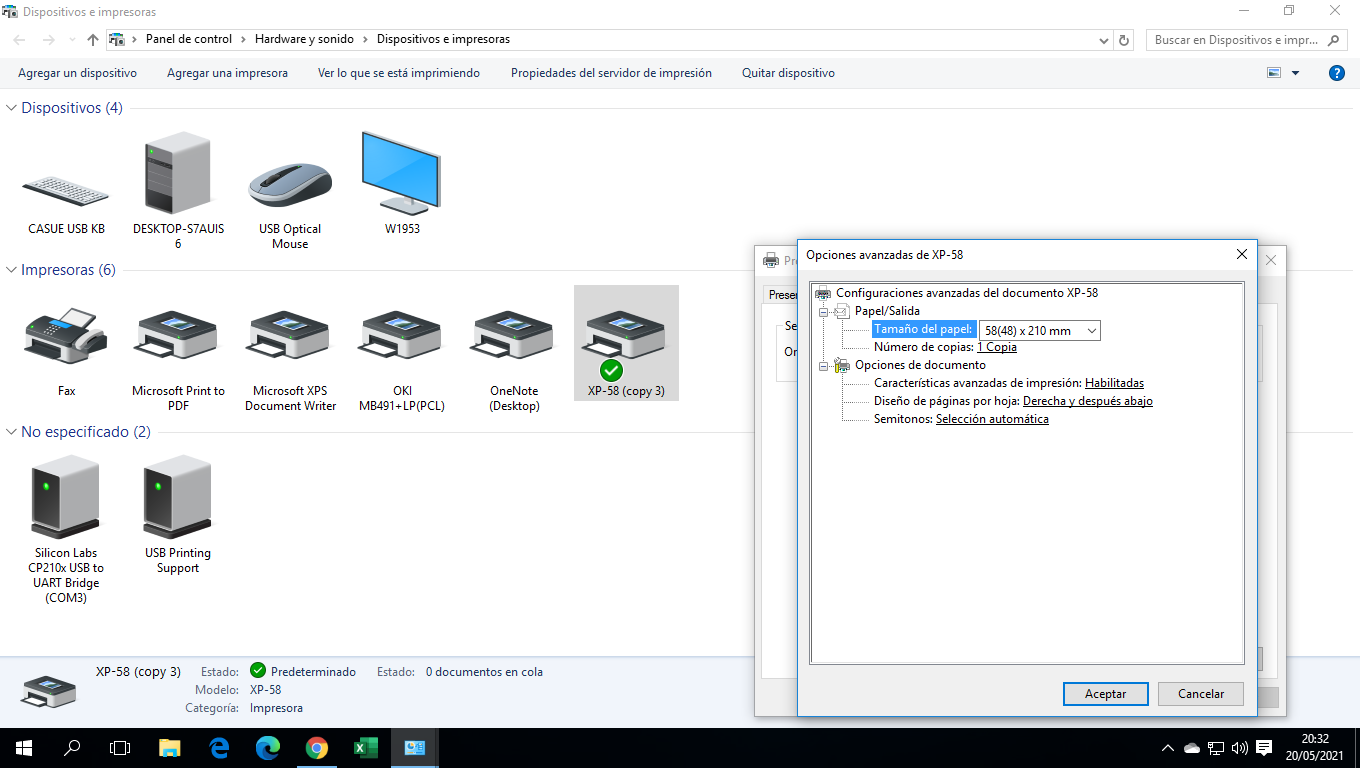 Dispositivos e impresoras
Panel de control > Hardware y sonido > Dispositivos e impresoras
Buscar en Dispositivos e impr...
Agregar un dispositivo Agregar una impresora Ver lo que se está imprimiendo Propiedades del servidor de impresión Quitar dispositivo
Dispositivos (4)
CASUE USB KB
DESKTOP-S7AUIS
6
USB Optical
Mouse
W1953
Impresoras (6)
Fax
Microsoft Print to
PDF
Microsoft XPS
Document Writer
OKI
MB491+LP(PCL)
OneNote
(Desktop)
XP-58 (copy 3)
No especificado (2)
Silicon Labs
CP210x USB to
UART Bridge
(COM3)
USB Printing
Support
Opciones avanzadas de XP-58
Configuraciones avanzadas del documento XP-58
Papel/Salida
Tamaño del papel: 58(48) x 210 mm
Número de copias: 1 Copia
Opciones de documento
Características avanzadas de impresión: Habilitadas
Diseño de páginas por hoja: Derecha y después abajo
Semitonos: Selección automática
Aceptar Cancelar
XP-58 (copy 3) Estado: Predeterminado Estado: 0 documentos en cola
Modelo: XP-58
Categoría: Impresora
20:32
20/05/2021